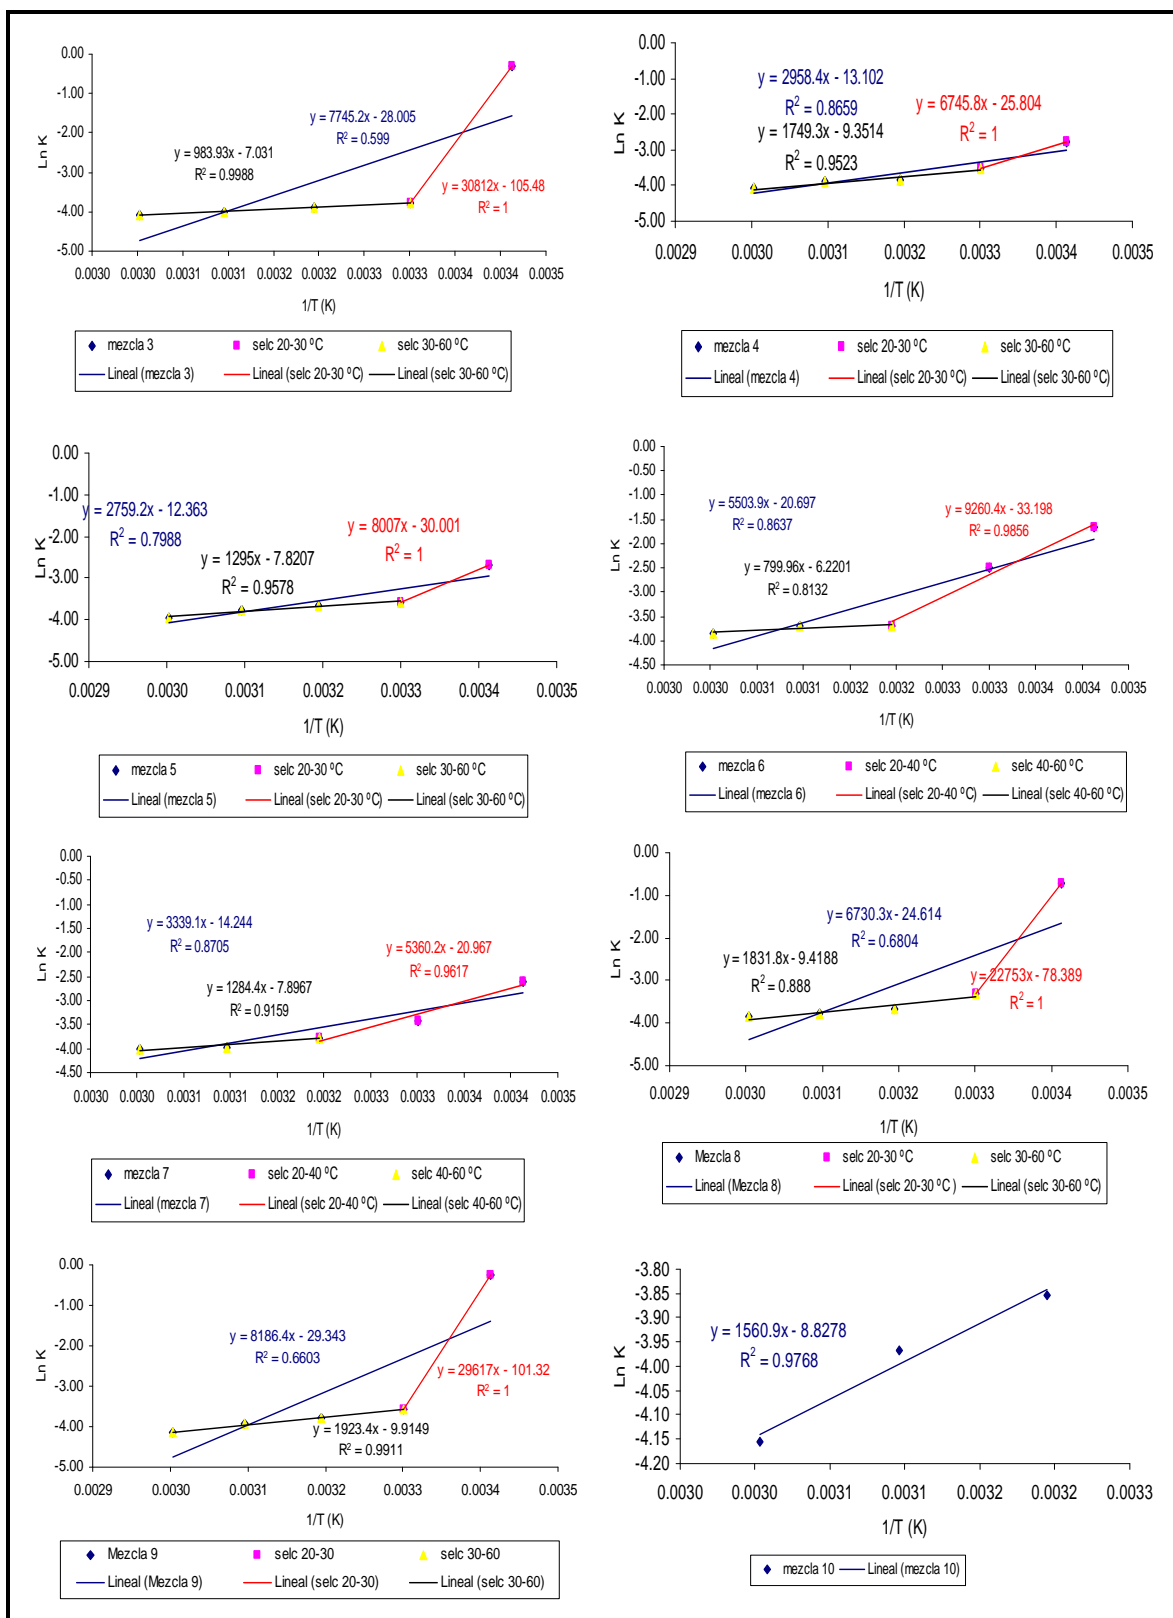 0.00
-1.00
-2.00
-3.00
-4.00
-5.00
Ln K
y = 7745.2x - 28.005
R² = 0.599
y = 983.93x - 7.031
R² = 0.9988
y = 30812x - 105.48
R² = 1
0.0030 0.0030 0.0031 0.0031 0.0032 0.0032 0.0033 0.0033 0.0034 0.0034 0.0035
1/T (K)
mezcla 3 selc 20-30 ºC selc 30-60 ºC
Lineal (mezcla 3) Lineal (selc 20-30 ºC) Lineal (selc 30-60 ºC)
0.00
-1.00
-2.00
-3.00
-4.00
-5.00
Ln K
y = 2958.4x - 13.102
R² = 0.8659
y = 6745.8x - 25.804
R² = 1
y = 1749.3x - 9.3514
R² = 0.9523
0.0029 0.0030 0.0031 0.0032 0.0033 0.0034 0.0035
1/T (K)
mezcla 4 selc 20-30 ºC selc 30-60 ºC
Lineal (mezcla 4) Lineal (selc 20-30 ºC) Lineal (selc 30-60 ºC)
0.00
-1.00
-2.00
-3.00
-4.00
-5.00
Ln K
y = 2759.2x - 12.363
R² = 0.7988
y = 8007x - 30.001
R² = 1
y = 1295x - 7.8207
R² = 0.9578
0.0029 0.0030 0.0031 0.0032 0.0033 0.0034 0.0035
1/T (K)
mezcla 5 selc 20-30 ºC selc 30-60 ºC
Lineal (mezcla 5) Lineal (selc 20-30 ºC) Lineal (selc 30-60 ºC)
0.00
-0.50
-1.00
-1.50
-2.00
-2.50
-3.00
-3.50
-4.00
-4.50
Ln K
y = 5503.9x - 20.697
R² = 0.8637
y = 9260.4x - 33.198
R² = 0.9856
y = 799.96x - 6.2201
R² = 0.8132
0.0030 0.0030 0.0031 0.0031 0.0032 0.0032 0.0033 0.0033 0.0034 0.0034 0.0035
1/T (K)
mezcla 6 selc 20-40 ºC selc 40-60 ºC
Lineal (mezcla 6) Lineal (selc 20-40 ºC) Lineal (selc 40-60 ºC)
0.00
-0.50
-1.00
-1.50
-2.00
-2.50
-3.00
-3.50
-4.00
-4.50
Ln K
y = 3339.1x - 14.244
R² = 0.8705
y = 5360.2x - 20.967
R² = 0.9617
y = 1284.4x - 7.8967
R² = 0.9159
0.0030 0.0030 0.0031 0.0031 0.0032 0.0032 0.0033 0.0033 0.0034 0.0034 0.0035
1/T (K)
mezcla 7 selc 20-40 ºC selc 40-60 ºC
Lineal (mezcla 7) Lineal (selc 20-40 ºC) Lineal (selc 40-60 ºC)
0.00
-1.00
-2.00
-3.00
-4.00
-5.00
Ln K
y = 6730.3x - 24.614
R² = 0.6804
y = 1831.8x - 9.4188
R² = 0.888
y = 22753x - 78.389
R² = 1
0.0029 0.0030 0.0031 0.0032 0.0033 0.0034 0.0035
1/T (K)
Mezcla 8 selc 20-30 ºC selc 30-60 ºC
Lineal (Mezcla 8) Lineal (selc 20-30 ºC ) Lineal (selc 30-60 ºC)
0.00
-1.00
-2.00
-3.00
-4.00
-5.00
Ln K
y = 8186.4x - 29.343
R² = 0.6603
y = 29617x - 101.32
R² = 1
y = 1923.4x - 9.9149
R² = 0.9911
0.0029 0.0030 0.0031 0.0032 0.0033 0.0034 0.0035
1/T (K)
Mezcla 9 selc 20-30 selc 30-60
Lineal (Mezcla 9) Lineal (selc 20-30) Lineal (selc 30-60)
-3.80
-3.85
-3.90
-3.95
-4.00
-4.05
-4.10
-4.15
-4.20
Ln K
y = 1560.9x - 8.8278
R² = 0.9768
0.0030 0.0030 0.0031 0.0031 0.0032 0.0032 0.0033
1/T (K)
mezcla 10 Lineal (mezcla 10)